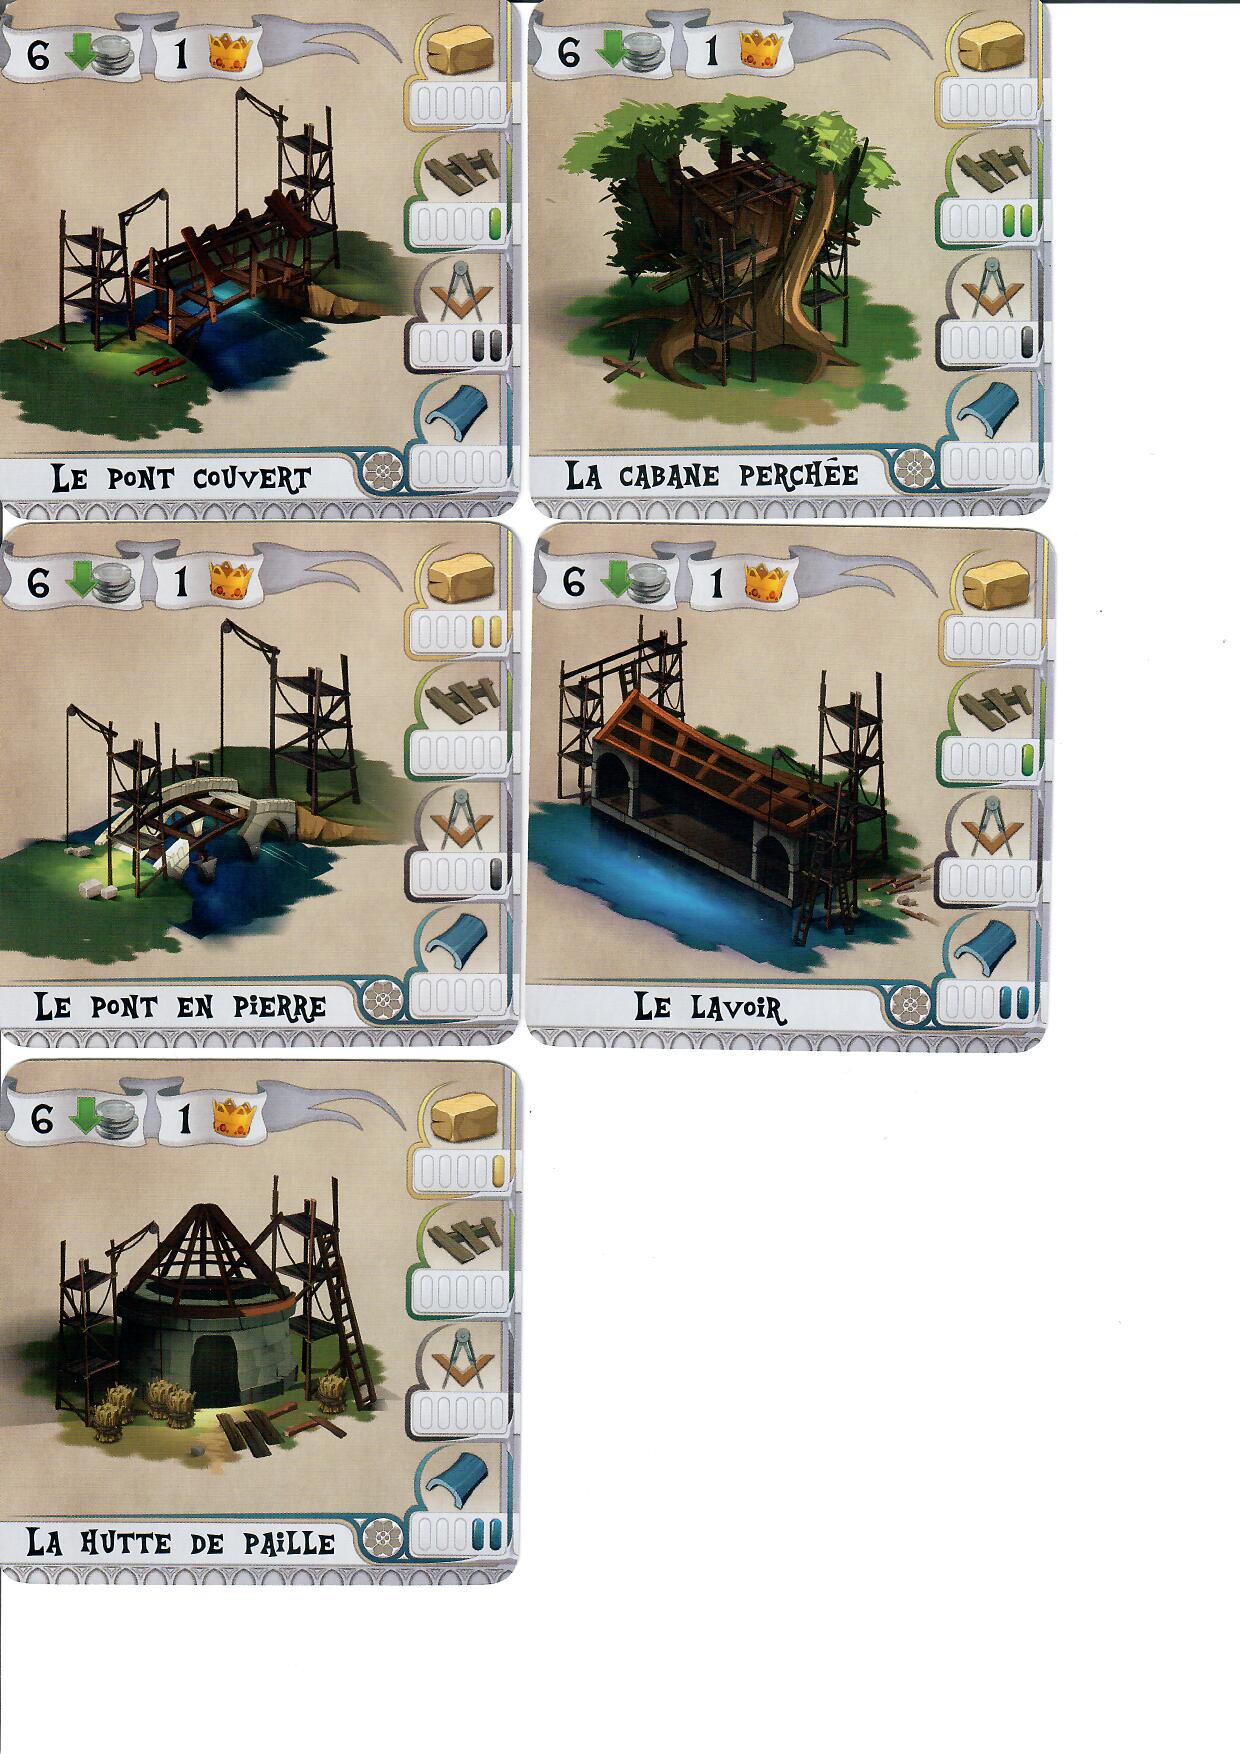 6 1
LE PONT COUVERT
6 1
LA CABANE PERCHÉE
6 1
LE PONT EN PiERRE
6 1
LE LAVOiR
6 1
LA HUTTE DE PAiLLE